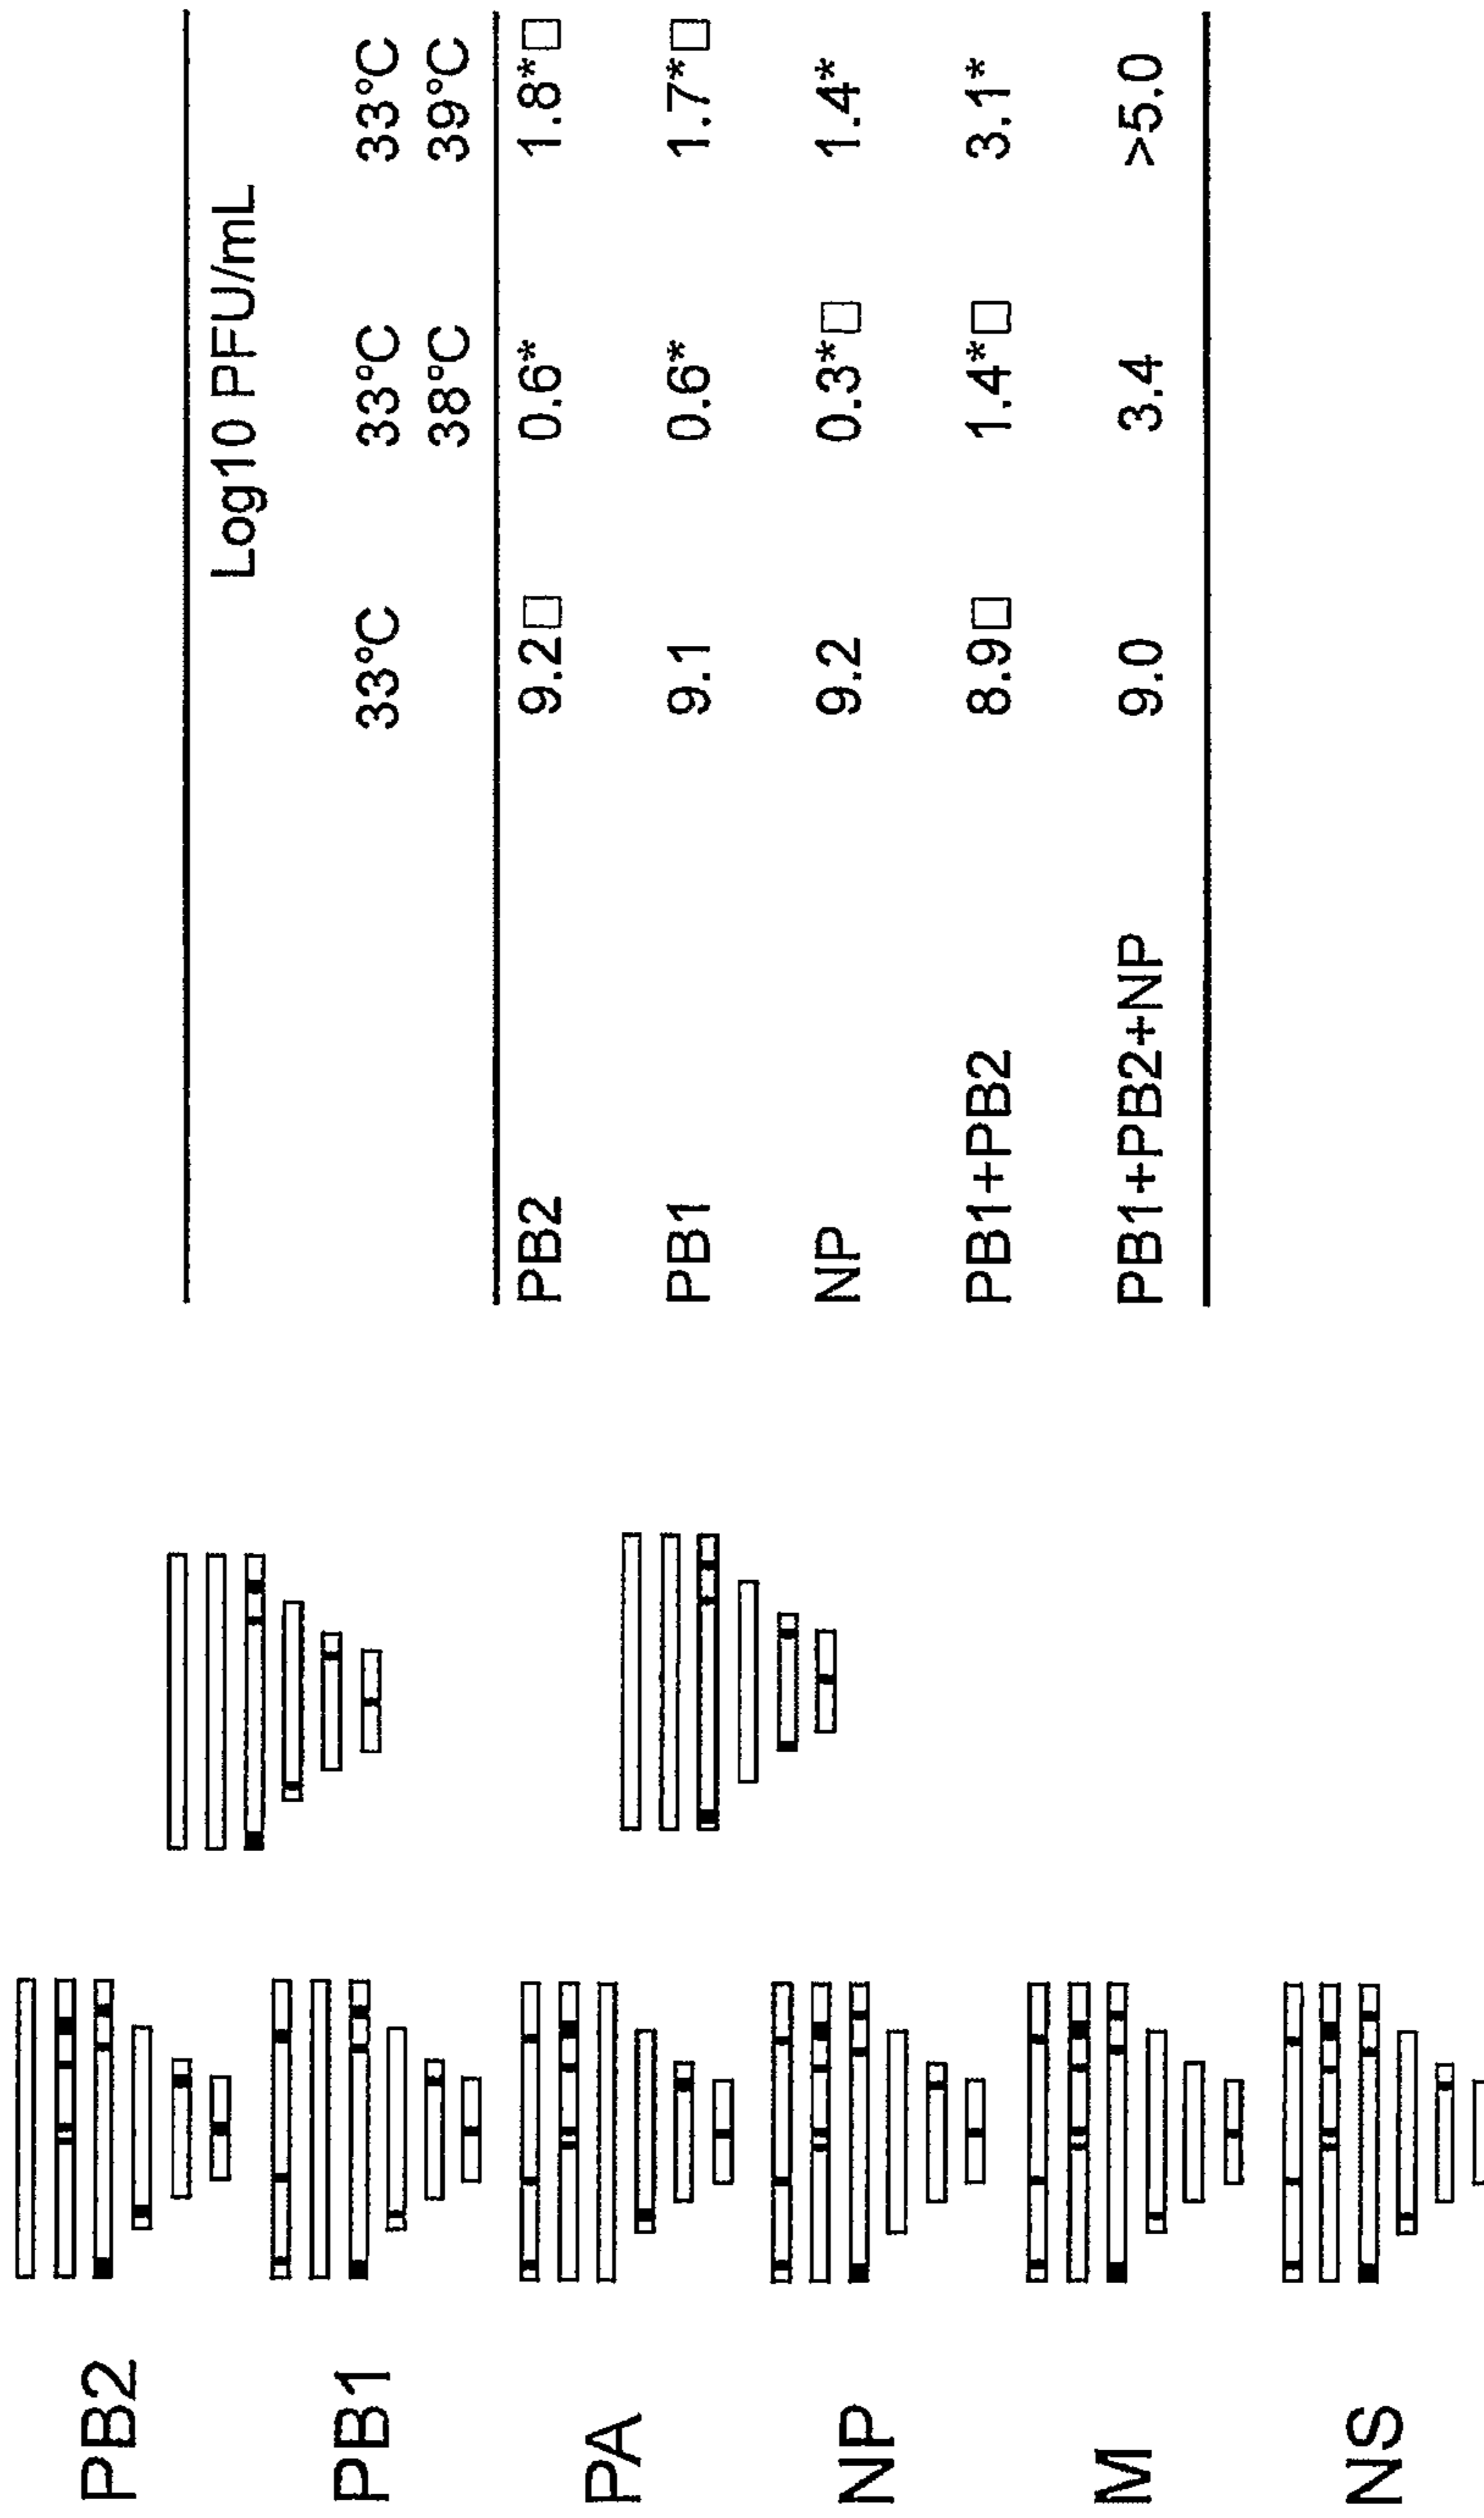 Log10 PFU/mL
33°C 33°C 33°C
38°C 39°C
PB2 9.2□ 0.6* 1.8*□
PB1 9.1 0.6* 1.7*□
NP 9.2 0.3*□ 1.4*
PB1+PB2 8.9□ 1.4*□ 3.1*
PB1+PB2+NP 9.0 3.4 >5.0
PB2
PB1
PA
NP
M
NS